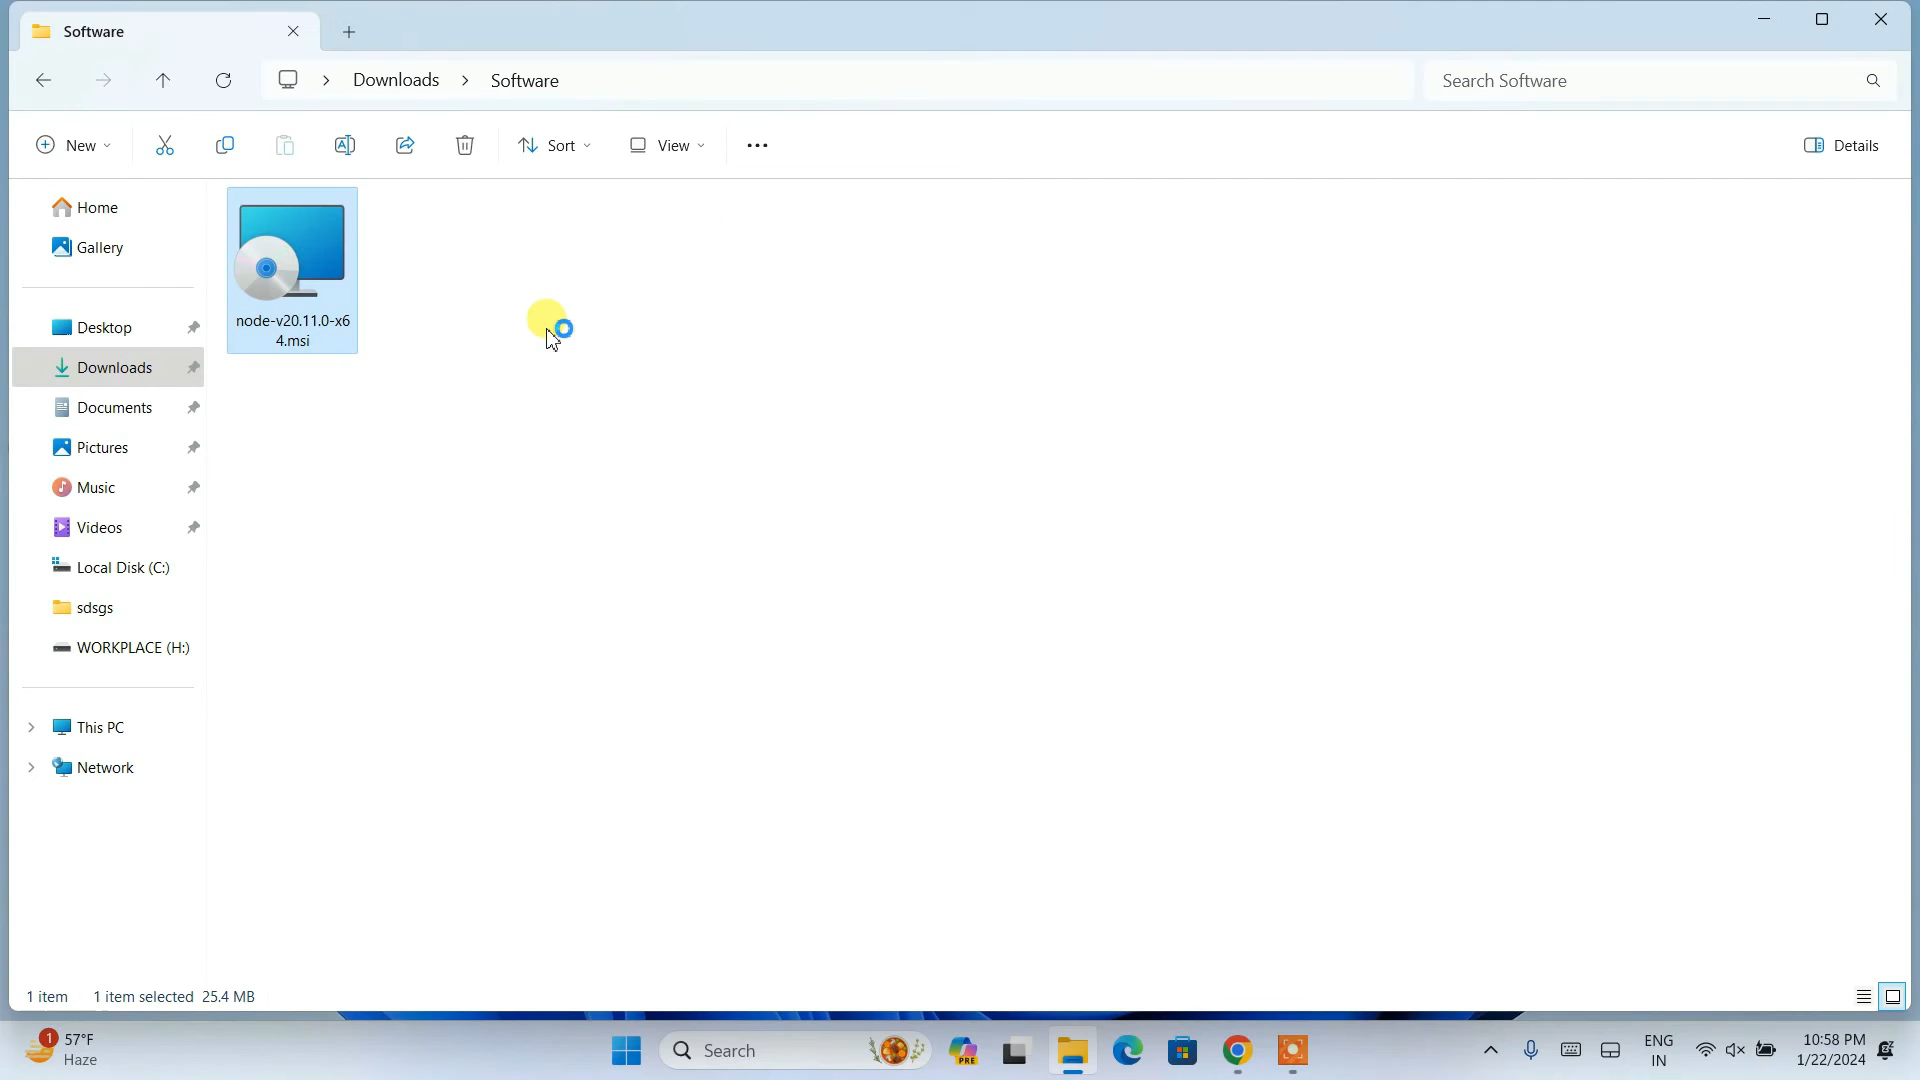 Software
Downloads
Software
Search Software
New
Sort
View
Details
Home
Gallery
Desktop
Downloads
Documents
Pictures
Music
Videos
Local Disk (C:)
sdsgs
WORKPLACE (H:)
This PC
Network
node-v20.11.0-x6
4.msi
1 item
1 item selected 25.4 MB
1
57°F
Haze
Search
PRE
ENG
IN
10:58 PM
1/22/2024